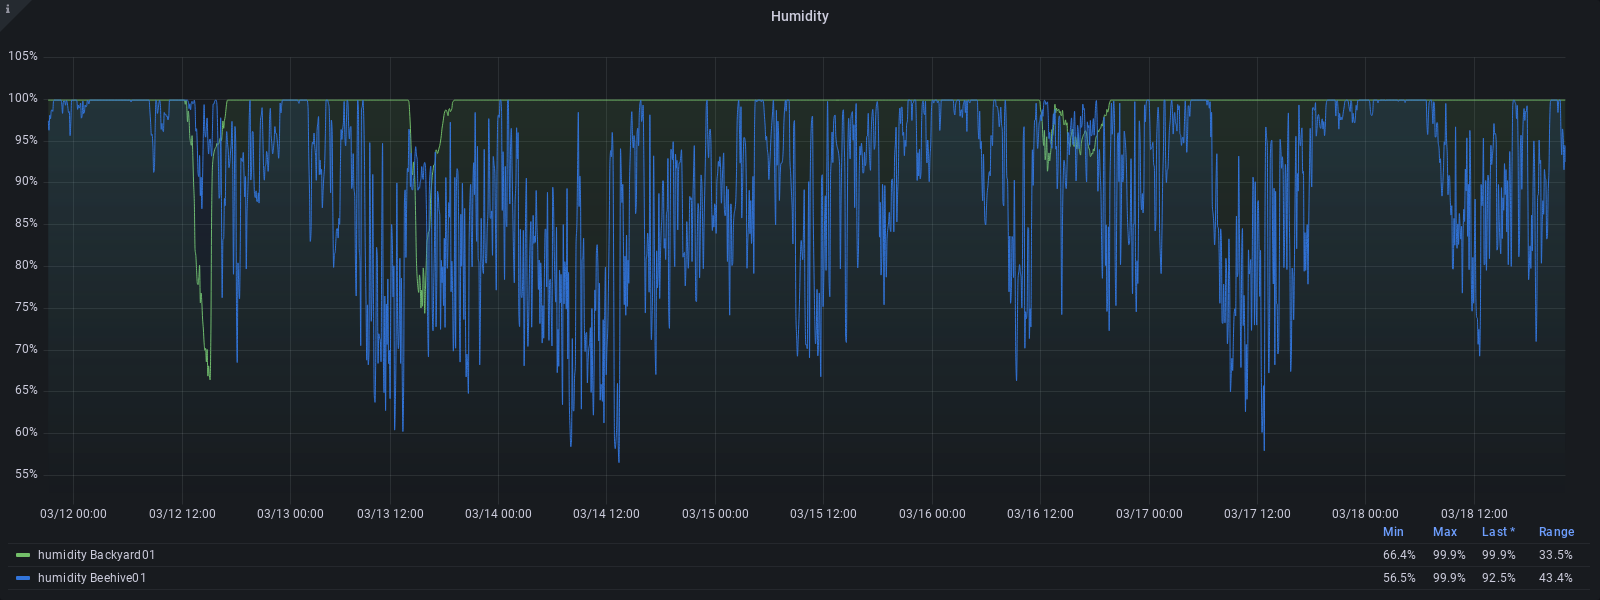 i
Humidity
105%
100%
95%
90%
85%
80%
75%
70%
65%
60%
55%
03/12 00:00 03/12 12:00 03/13 00:00 03/13 12:00 03/14 00:00 03/14 12:00 03/15 00:00 03/15 12:00 03/16 00:00 03/16 12:00 03/17 00:00 03/17 12:00 03/18 00:00 03/18 12:00
Min Max Last * Range
humidity Backyard01 66.4% 99.9% 99.9% 33.5%
humidity Beehive01 56.5% 99.9% 92.5% 43.4%